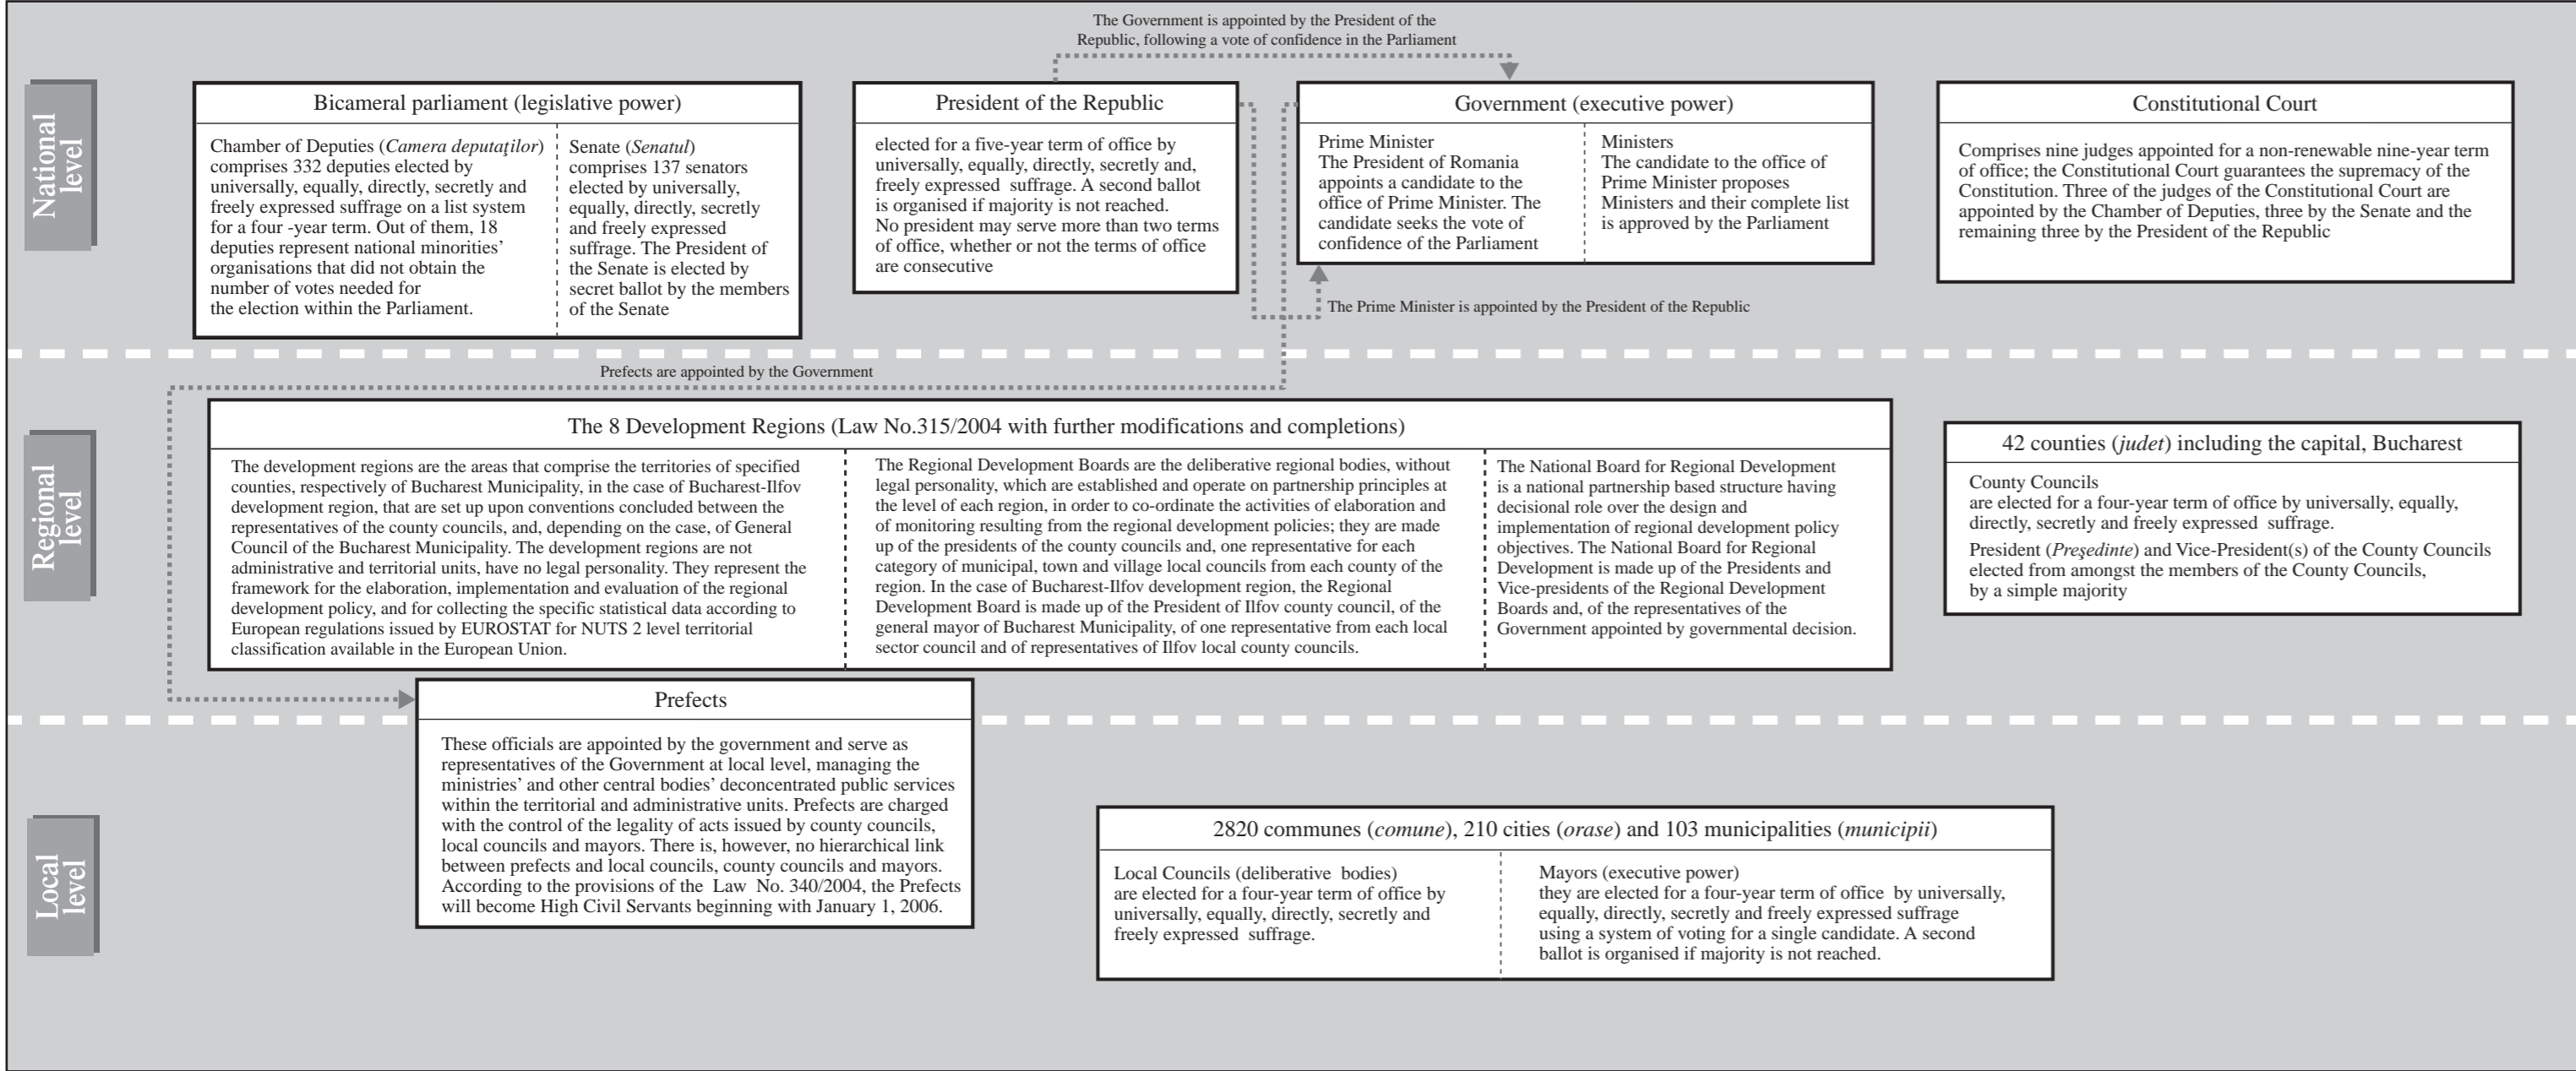 The Government is appointed by the President of the
Republic, following a vote of confidence in the Parliament
National
level
Bicameral parliament (legislative power)
Chamber of Deputies (Camera deputaţilor)
comprises 332 deputies elected by
universally, equally, directly, secretly and
freely expressed suffrage on a list system
for a four -year term. Out of them, 18
deputies represent national minorities’
organisations that did not obtain the
number of votes needed for
the election within the Parliament.
Senate (Senatul)
comprises 137 senators
elected by universally,
equally, directly, secretly
and freely expressed
suffrage. The President of
the Senate is elected by
secret ballot by the members
of the Senate
President of the Republic
elected for a five-year term of office by
universally, equally, directly, secretly and,
freely expressed suffrage. A second ballot
is organised if majority is not reached.
No president may serve more than two terms
of office, whether or not the terms of office
are consecutive
Government (executive power)
Prime Minister
The President of Romania
appoints a candidate to the
office of Prime Minister. The
candidate seeks the vote of
confidence of the Parliament
Ministers
The candidate to the office of
Prime Minister proposes
Ministers and their complete list
is approved by the Parliament
Constitutional Court
Comprises nine judges appointed for a non-renewable nine-year term
of office; the Constitutional Court guarantees the supremacy of the
Constitution. Three of the judges of the Constitutional Court are
appointed by the Chamber of Deputies, three by the Senate and the
remaining three by the President of the Republic
The Prime Minister is appointed by the President of the Republic
Prefects are appointed by the Government
Regional
level
The 8 Development Regions (Law No.315/2004 with further modifications and completions)
The development regions are the areas that comprise the territories of specified
counties, respectively of Bucharest Municipality, in the case of Bucharest-Ilfov
development region, that are set up upon conventions concluded between the
representatives of the county councils, and, depending on the case, of General
Council of the Bucharest Municipality. The development regions are not
administrative and territorial units, have no legal personality. They represent the
framework for the elaboration, implementation and evaluation of the regional
development policy, and for collecting the specific statistical data according to
European regulations issued by EUROSTAT for NUTS 2 level territorial
classification available in the European Union.
The Regional Development Boards are the deliberative regional bodies, without
legal personality, which are established and operate on partnership principles at
the level of each region, in order to co-ordinate the activities of elaboration and
of monitoring resulting from the regional development policies; they are made
up of the presidents of the county councils and, one representative for each
category of municipal, town and village local councils from each county of the
region. In the case of Bucharest-Ilfov development region, the Regional
Development Board is made up of the President of Ilfov county council, of the
general mayor of Bucharest Municipality, of one representative from each local
sector council and of representatives of Ilfov local county councils.
The National Board for Regional Development
is a national partnership based structure having
decisional role over the design and
implementation of regional development policy
objectives. The National Board for Regional
Development is made up of the Presidents and
Vice-presidents of the Regional Development
Boards and, of the representatives of the
Government appointed by governmental decision.
42 counties (judet) including the capital, Bucharest
County Councils
are elected for a four-year term of office by universally, equally,
directly, secretly and freely expressed suffrage.
President (Preşedinte) and Vice-President(s) of the County Councils
elected from amongst the members of the County Councils,
by a simple majority
Prefects
These officials are appointed by the government and serve as
representatives of the Government at local level, managing the
ministries’ and other central bodies’ deconcentrated public services
within the territorial and administrative units. Prefects are charged
with the control of the legality of acts issued by county councils,
local councils and mayors. There is, however, no hierarchical link
between prefects and local councils, county councils and mayors.
According to the provisions of the Law No. 340/2004, the Prefects
will become High Civil Servants beginning with January 1, 2006.
Local
level
2820 communes (comune), 210 cities (orase) and 103 municipalities (municipii)
Local Councils (deliberative bodies)
are elected for a four-year term of office by
universally, equally, directly, secretly and
freely expressed suffrage.
Mayors (executive power)
they are elected for a four-year term of office by universally,
equally, directly, secretly and freely expressed suffrage
using a system of voting for a single candidate. A second
ballot is organised if majority is not reached.